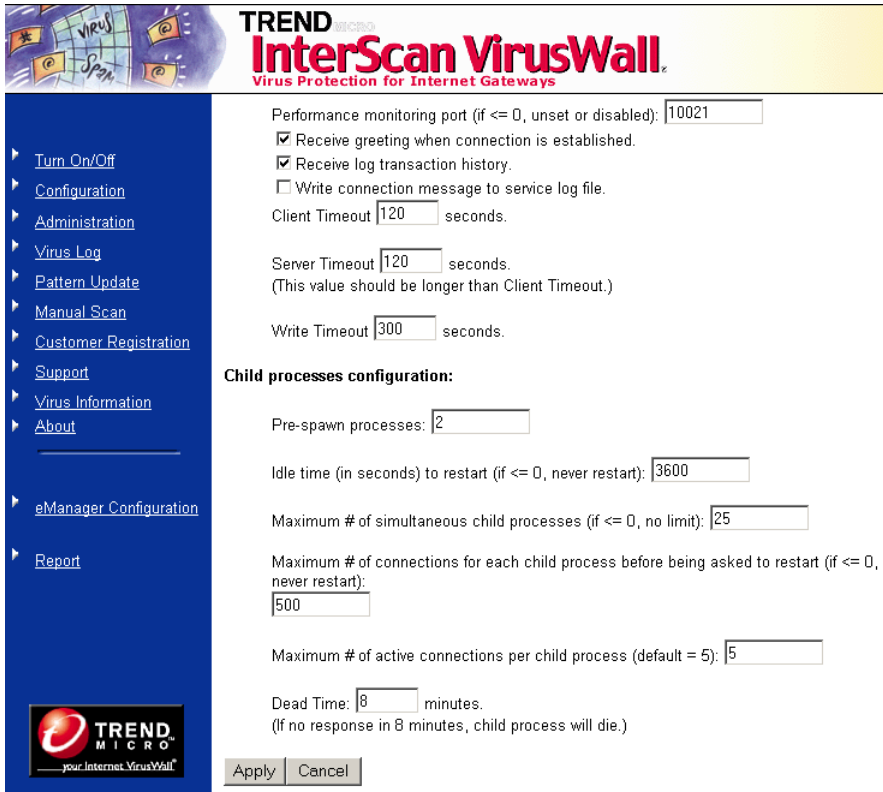 VIRUS
Spam
TREND MICRO
InterScan VirusWall®
Virus Protection for Internet Gateways
Turn On/Off
Configuration
Administration
Virus Log
Pattern Update
Manual Scan
Customer Registration
Support
Virus Information
About
eManager Configuration
Report
TREND
MICRO™
your Internet VirusWall®
Performance monitoring port (if <= 0, unset or disabled): 10021
Receive greeting when connection is established.
Receive log transaction history.
Write connection message to service log file.
Client Timeout 120 seconds.
Server Timeout 120 seconds.
(This value should be longer than Client Timeout.)
Write Timeout 300 seconds.
Child processes configuration:
Pre-spawn processes: 2
Idle time (in seconds) to restart (if <= 0, never restart): 3600
Maximum # of simultaneous child processes (if <= 0, no limit): 25
Maximum # of connections for each child process before being asked to restart (if <= 0,
never restart):
500
Maximum # of active connections per child process (default = 5): 5
Dead Time: 8 minutes.
(If no response in 8 minutes, child process will die.)
Apply Cancel